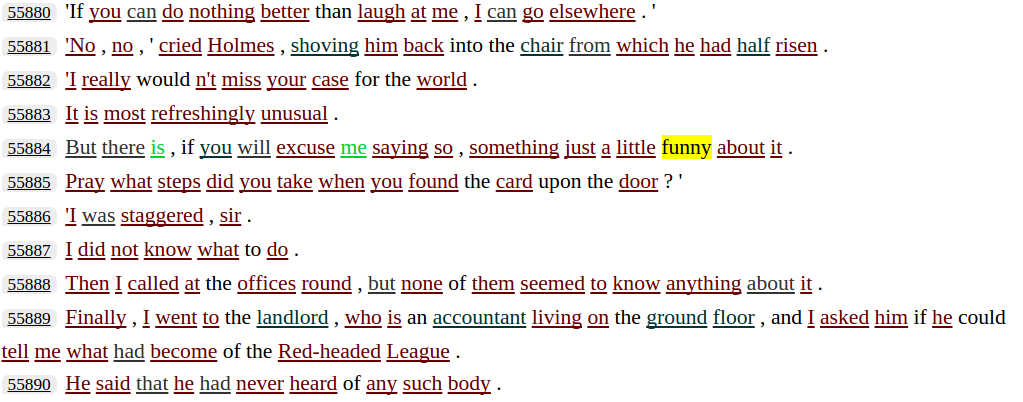 55880 'If you can do nothing better than laugh at me , I can go elsewhere . '
55881 'No , no , ' cried Holmes , shoving him back into the chair from which he had half risen .
55882 'I really would n't miss your case for the world .
55883 It is most refreshingly unusual .
55884 But there is , if you will excuse me saying so , something just a little funny about it .
55885 Pray what steps did you take when you found the card upon the door ? '
55886 'I was staggered , sir .
55887 I did not know what to do .
55888 Then I called at the offices round , but none of them seemed to know anything about it .
55889 Finally , I went to the landlord , who is an accountant living on the ground floor , and I asked him if he could
tell me what had become of the Red-headed League .
55890 He said that he had never heard of any such body .